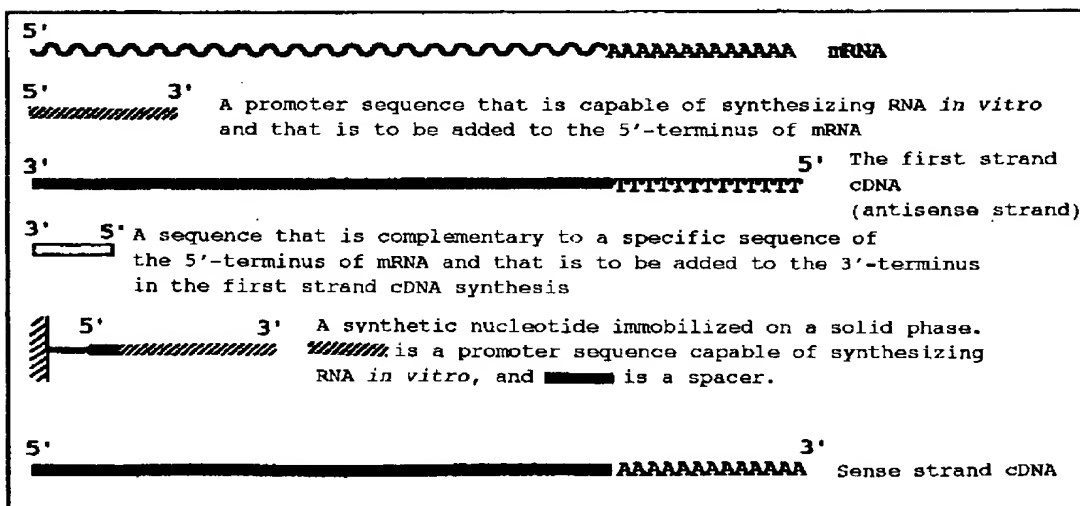 5'
AAAAAAAAAAAAA mRNA
5' 3' A promoter sequence that is capable of synthesizing RNA in vitro
and that is to be added to the 5'-terminus of mRNA
3' 5' The first strand
TTTTTTTTTTTTT cDNA
(antisense strand)
3' 5' A sequence that is complementary to a specific sequence of
the 5'-terminus of mRNA and that is to be added to the 3'-terminus
in the first strand cDNA synthesis
5' 3' A synthetic nucleotide immobilized on a solid phase.
is a promoter sequence capable of synthesizing
RNA in vitro, and is a spacer.
5' 3'
AAAAAAAAAAAAA Sense strand cDNA